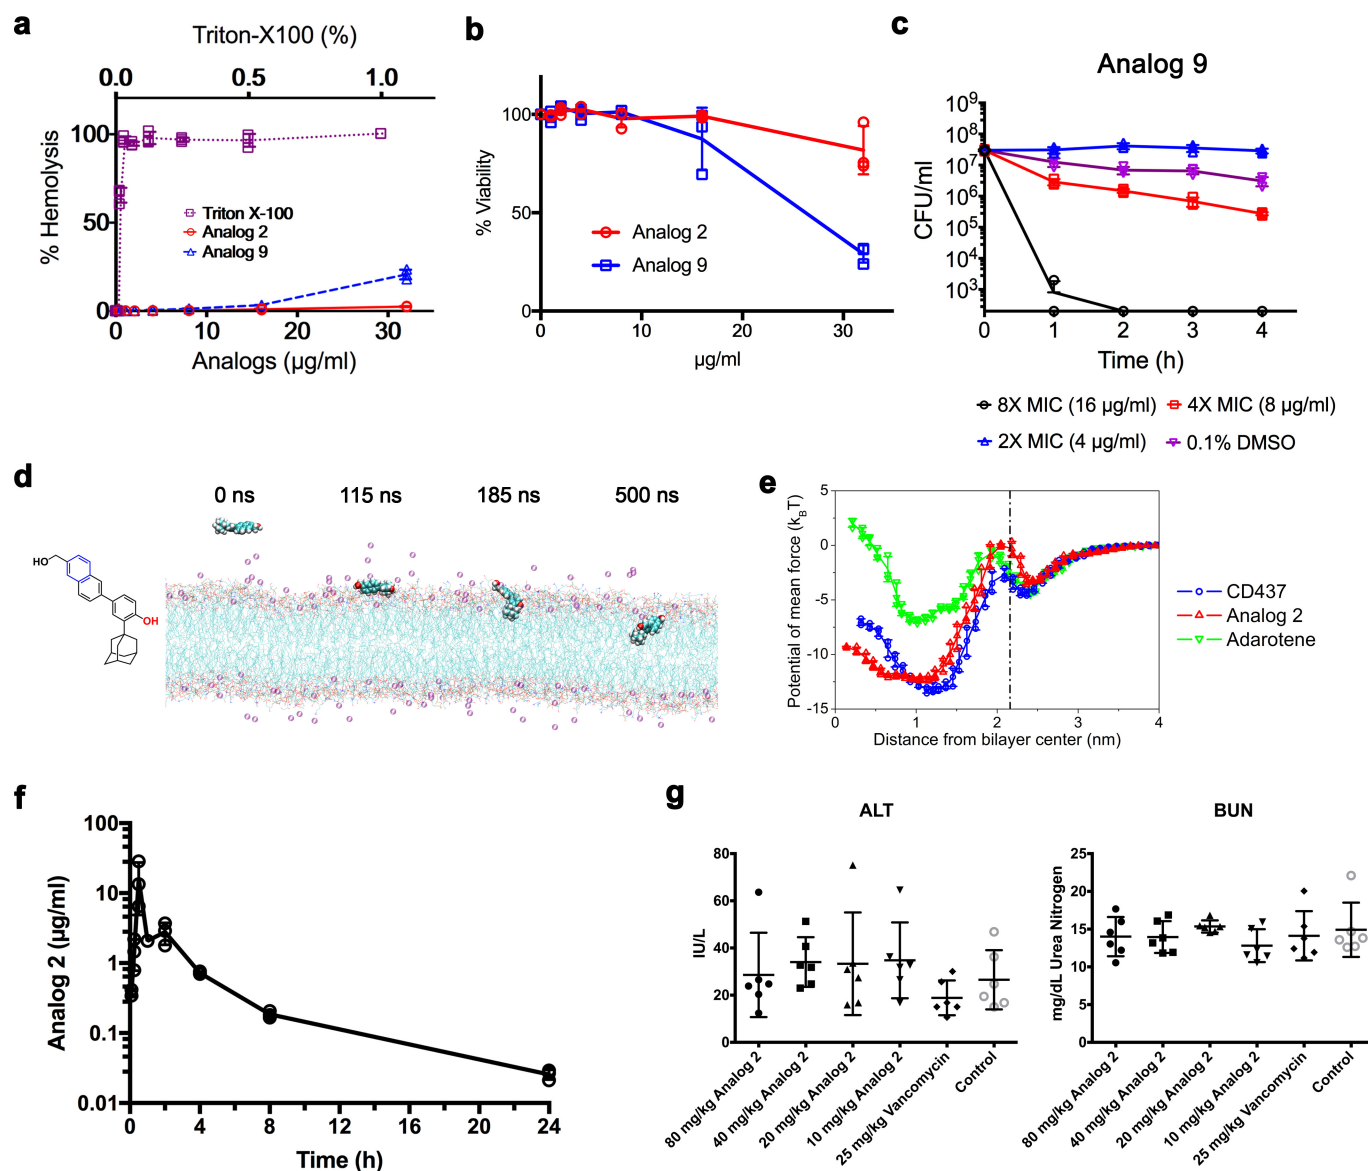 a
Triton-X100 (%)
0.0 0.5 1.0
100
50
0
% Hemolysis
Triton X-100
Analog 2
Analog 9
0 10 20 30
Analogs (µg/ml)
b
100
50
0
% Viability
Analog 2
Analog 9
0 10 20 30
µg/ml
c
Analog 9
10⁹
10⁸
10⁷
10⁶
10⁵
10⁴
10³
CFU/ml
0 1 2 3 4
Time (h)
8X MIC (16 µg/ml) 4X MIC (8 µg/ml)
2X MIC (4 µg/ml) 0.1% DMSO
d
0 ns 115 ns 185 ns 500 ns
HO
OH
e
5
0
-5
-10
-15
Potential of mean force (kBT)
0 1 2 3 4
Distance from bilayer center (nm)
CD437
Analog 2
Adarotene
f
100
10
1
0.1
0.01
Analog 2 (µg/ml)
0 4 8 12 16 20 24
Time (h)
g
ALT
80
60
40
20
0
IU/L
80 mg/kg Analog 2
40 mg/kg Analog 2
20 mg/kg Analog 2
10 mg/kg Analog 2
25 mg/kg Vancomycin
Control
BUN
25
20
15
10
5
0
mg/dL Urea Nitrogen
80 mg/kg Analog 2
40 mg/kg Analog 2
20 mg/kg Analog 2
10 mg/kg Analog 2
25 mg/kg Vancomycin
Control